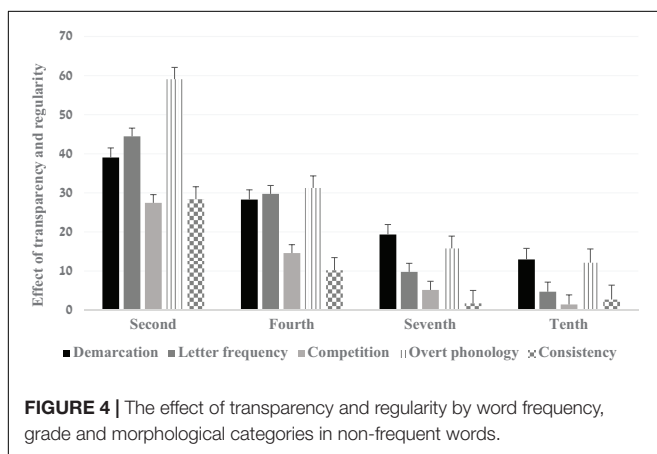 70
60
50
40
30
20
10
0
Effect of transparency and regularity
Second Fourth Seventh Tenth
Demarcation Letter frequency Competition Overt phonology Consistency
FIGURE 4 | The effect of transparency and regularity by word frequency,
grade and morphological categories in non-frequent words.